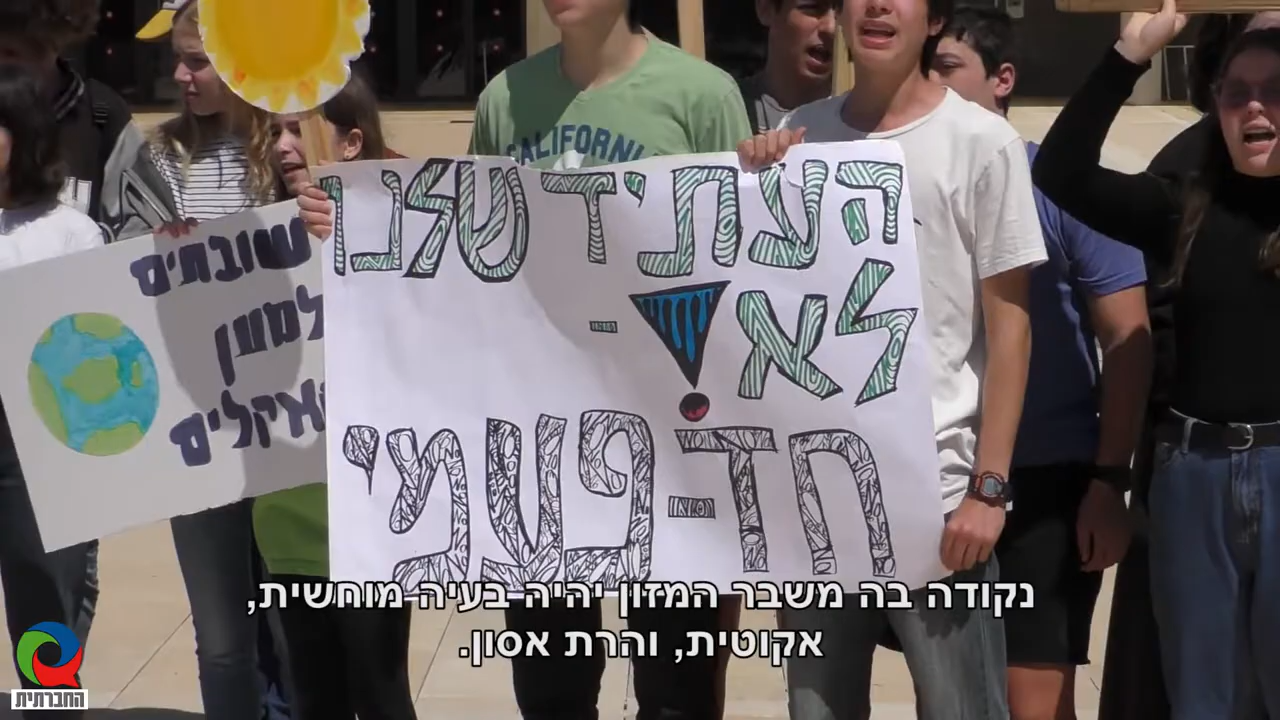 CALIFORNI
העתיד שלנו
לא!
חד-פעמי
שובתים
למען
האקלים
נקודה בה משבר המזון יהיה בעיה מוחשית,
אקוטית, והרת אסון.
החברתית